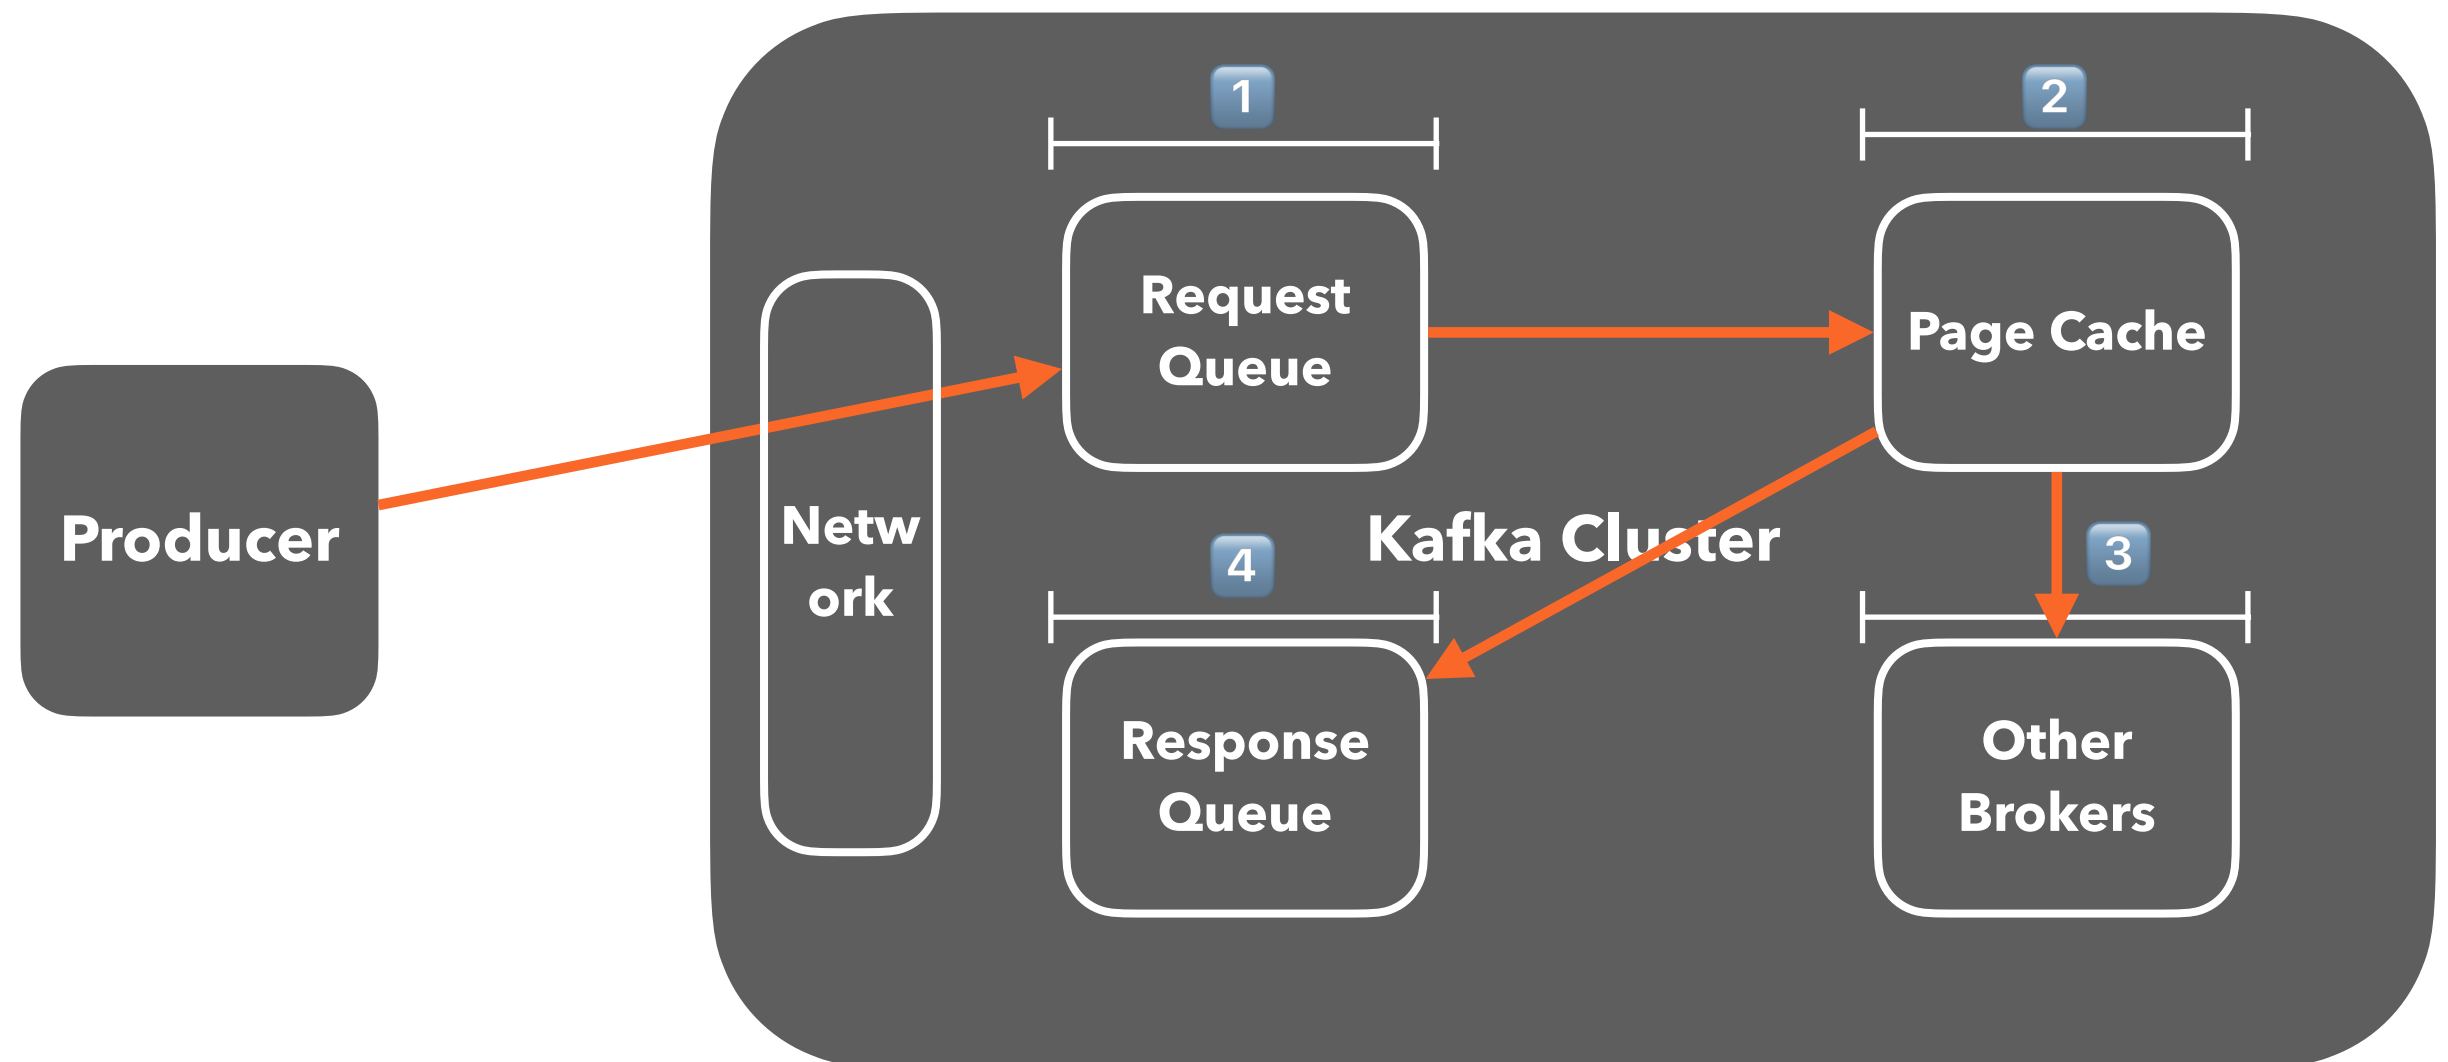 1
2
Request
Queue
Page Cache
Producer
Netw
ork
Kafka Cluster
4
3
Response
Queue
Other
Brokers